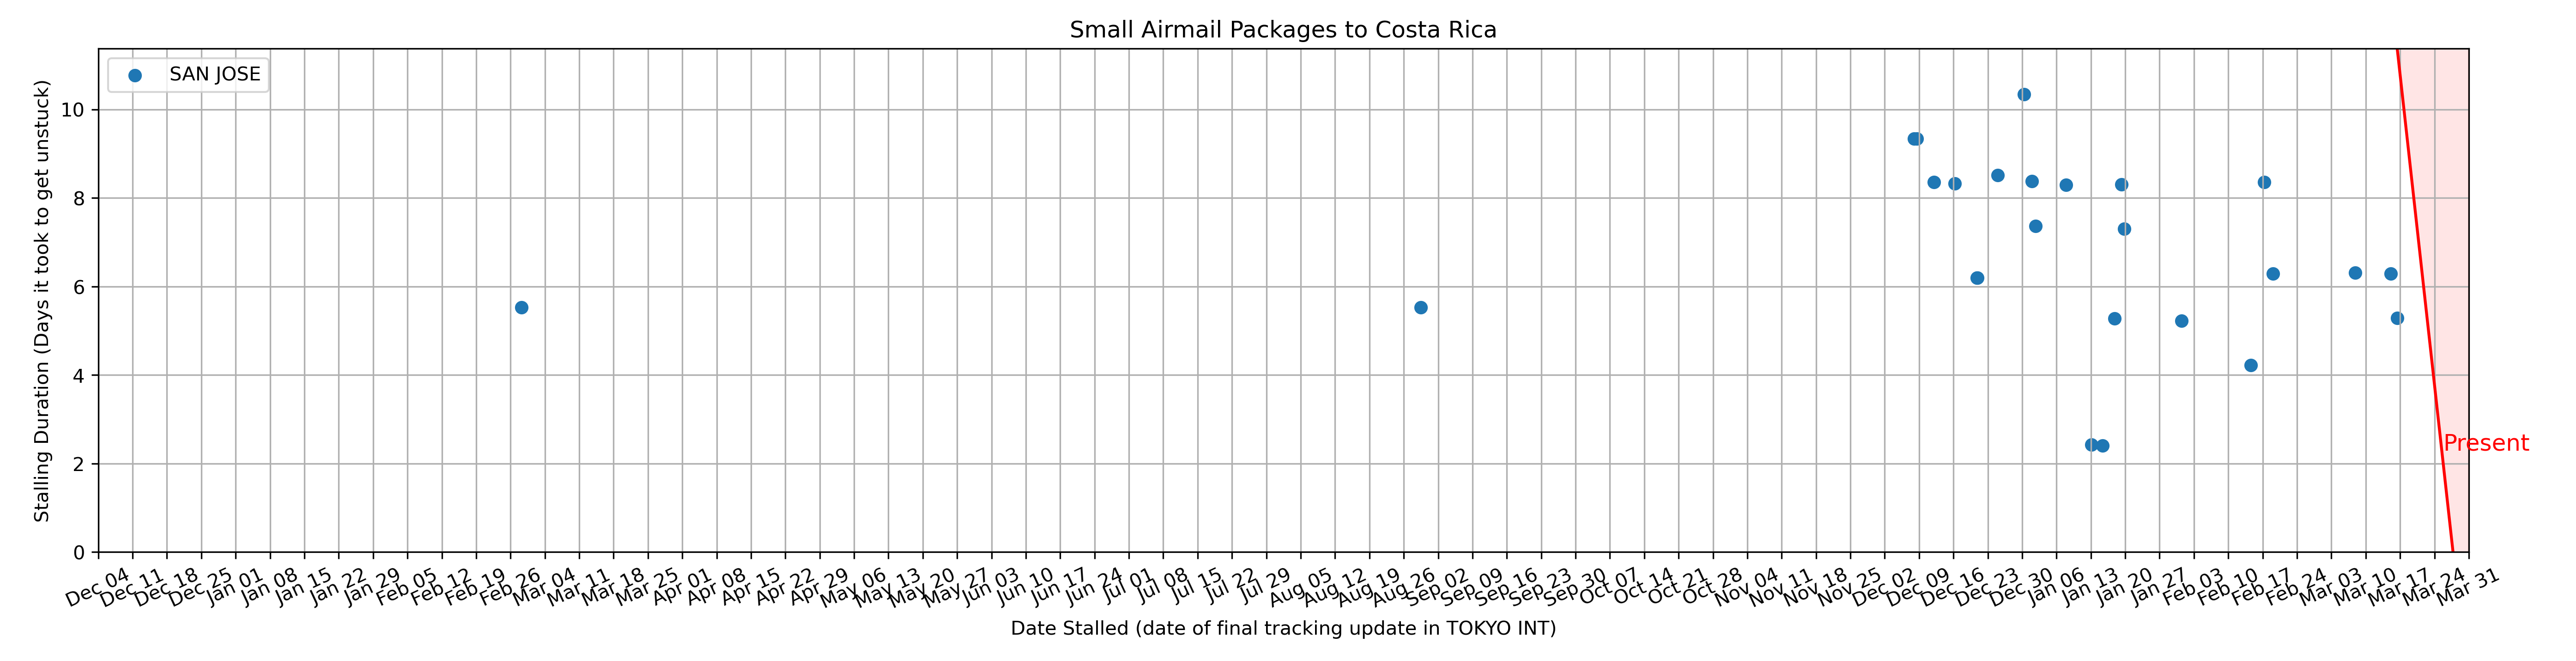 Small Airmail Packages to Costa Rica
SAN JOSE
Stalling Duration (Days it took to get unstuck)
10
8
6
4
2
0
Present
Dec 04
Dec 11
Dec 18
Dec 25
Jan 01
Jan 08
Jan 15
Jan 22
Jan 29
Feb 05
Feb 12
Feb 19
Feb 26
Mar 04
Mar 11
Mar 18
Mar 25
Apr 01
Apr 08
Apr 15
Apr 22
Apr 29
May 06
May 13
May 20
May 27
Jun 03
Jun 10
Jun 17
Jun 24
Jul 01
Jul 08
Jul 15
Jul 22
Jul 29
Aug 05
Aug 12
Aug 19
Aug 26
Sep 02
Sep 09
Sep 16
Sep 23
Sep 30
Oct 07
Oct 14
Oct 21
Oct 28
Nov 04
Nov 11
Nov 18
Nov 25
Dec 02
Dec 09
Dec 16
Dec 23
Dec 30
Jan 06
Jan 13
Jan 20
Jan 27
Feb 03
Feb 10
Feb 17
Feb 24
Mar 03
Mar 10
Mar 17
Mar 24
Mar 31
Date Stalled (date of final tracking update in TOKYO INT)